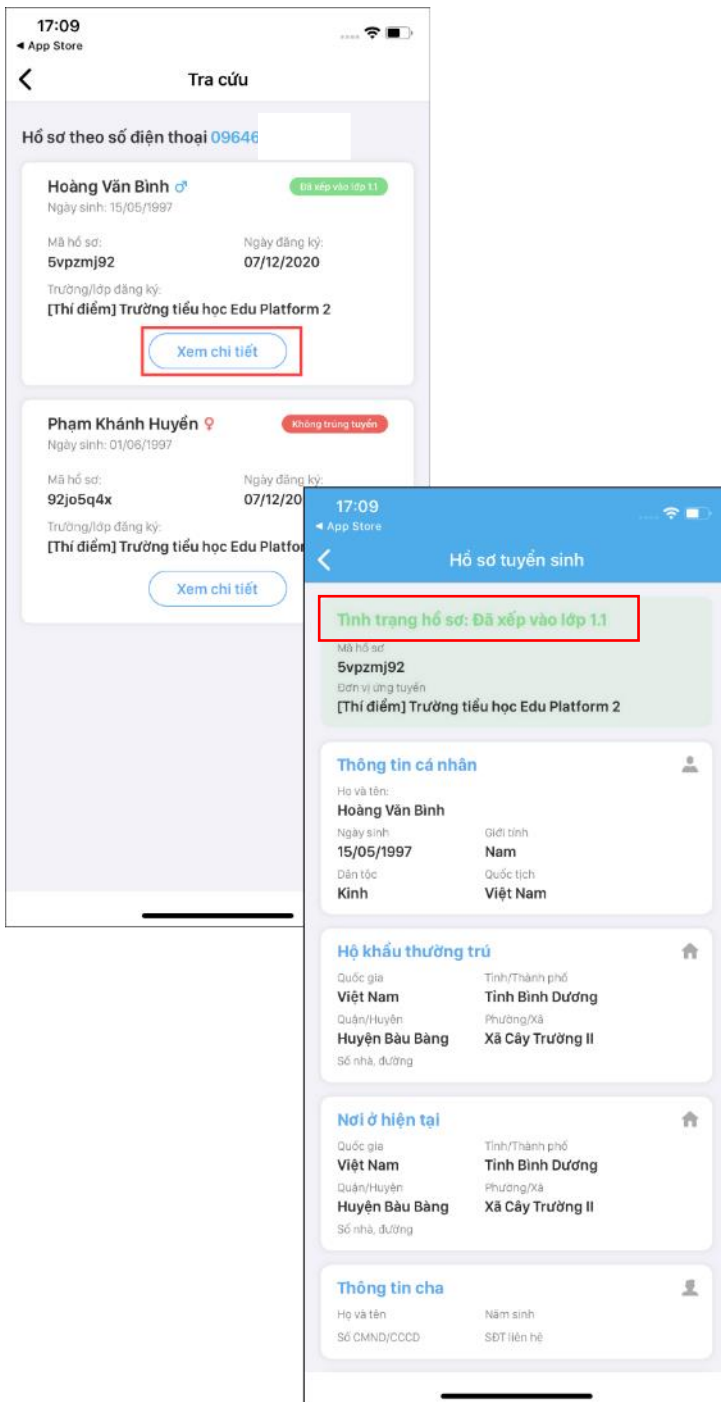 17:09
◀ App Store
Tra cứu
Hồ sơ theo số điện thoại 09646
Hoàng Văn Bình ♂ Đã xếp vào lớp 1.1
Ngày sinh: 15/05/1997
Mã hồ sơ: Ngày đăng ký:
5vpzmj92 07/12/2020
Trường/lớp đăng ký:
[Thí điểm] Trường tiểu học Edu Platform 2
Xem chi tiết
Phạm Khánh Huyền ♀ Không trúng tuyển
Ngày sinh: 01/06/1997
Mã hồ sơ: Ngày đăng ký:
92jo5q4x 07/12/20
Trường/lớp đăng ký:
[Thí điểm] Trường tiểu học Edu Platfor
Xem chi tiết
17:09
◀ App Store
Hồ sơ tuyển sinh
Tình trạng hồ sơ: Đã xếp vào lớp 1.1
Mã hồ sơ
5vpzmj92
Đơn vị ứng tuyển
[Thí điểm] Trường tiểu học Edu Platform 2
Thông tin cá nhân
Họ và tên:
Hoàng Văn Bình
Ngày sinh Giới tính
15/05/1997 Nam
Dân tộc Quốc tịch
Kinh Việt Nam
Hộ khẩu thường trú
Quốc gia Tỉnh/Thành phố
Việt Nam Tỉnh Bình Dương
Quận/Huyện Phường/Xã
Huyện Bàu Bàng Xã Cây Trường II
Số nhà, đường
Nơi ở hiện tại
Quốc gia Tỉnh/Thành phố
Việt Nam Tỉnh Bình Dương
Quận/Huyện Phường/Xã
Huyện Bàu Bàng Xã Cây Trường II
Số nhà, đường
Thông tin cha
Họ và tên Năm sinh
Số CMND/CCCD SĐT liên hệ